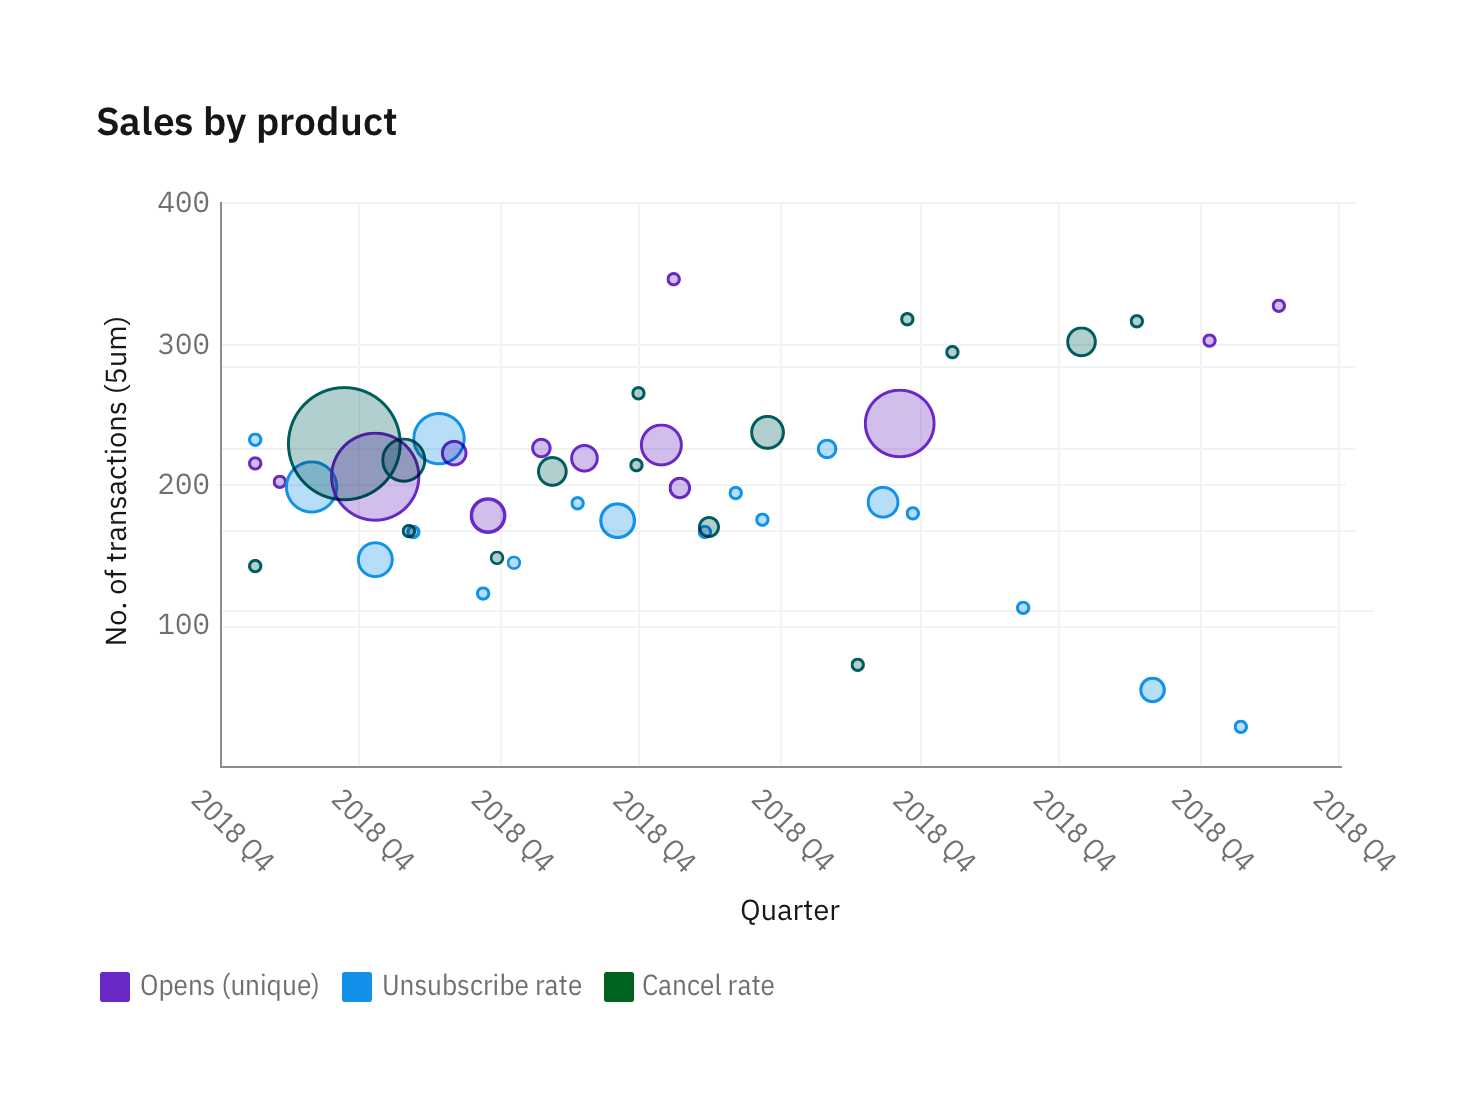 Sales by product
400
300
200
100
No. of transactions (5um)
2018 Q4
2018 Q4
2018 Q4
2018 Q4
2018 Q4
2018 Q4
2018 Q4
2018 Q4
2018 Q4
Quarter
Opens (unique)
Unsubscribe rate
Cancel rate